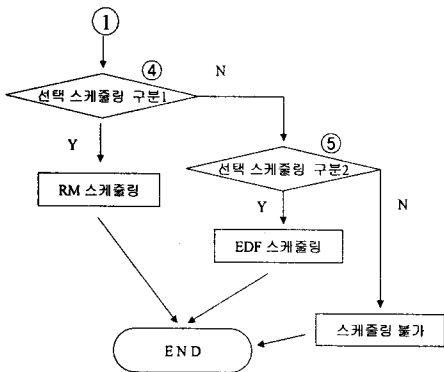 ①
④
N
선택 스케줄링 구분1
⑤
Y
선택 스케줄링 구분2
RM 스케줄링
Y
N
EDF 스케줄링
스케줄링 불가
END